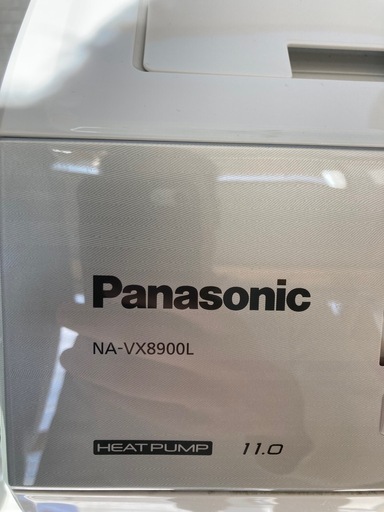 Panasonic
NA-VX8900L
HEATPUMP 11.0